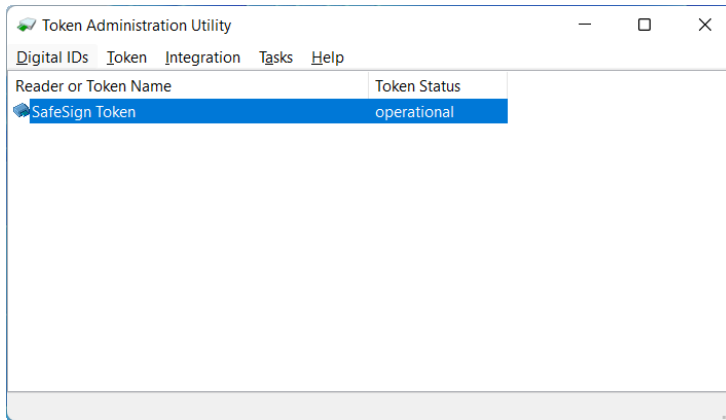 Token Administration Utility
Digital IDs Token Integration Tasks Help
Reader or Token Name Token Status
SafeSign Token operational